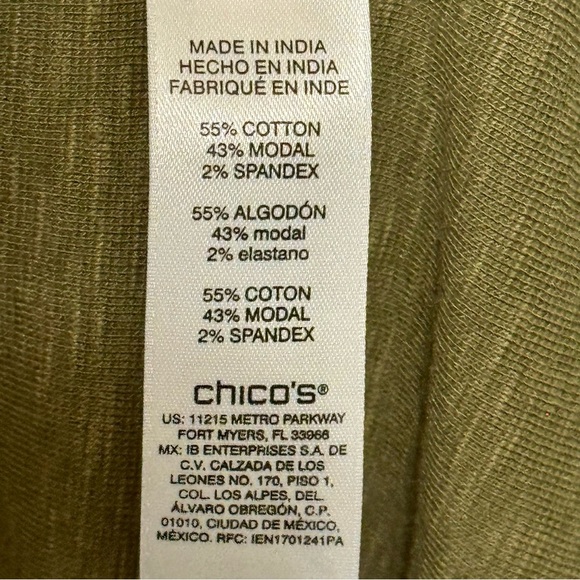 MADE IN INDIA
HECHO EN INDIA
FABRIQUÉ EN INDE
55% COTTON
43% MODAL
2% SPANDEX
55% ALGODÓN
43% modal
2% elastano
55% COTON
43% MODAL
2% SPANDEX
chico's®
US: 11215 METRO PARKWAY
FORT MYERS, FL 33966
MX: IB ENTERPRISES S.A. DE
C.V. CALZADA DE LOS
LEONES NO. 170, PISO 1,
COL. LOS ALPES, DEL.
ÁLVARO OBREGÓN, C.P.
01010, CIUDAD DE MÉXICO,
MÉXICO. RFC: IEN1701241PA